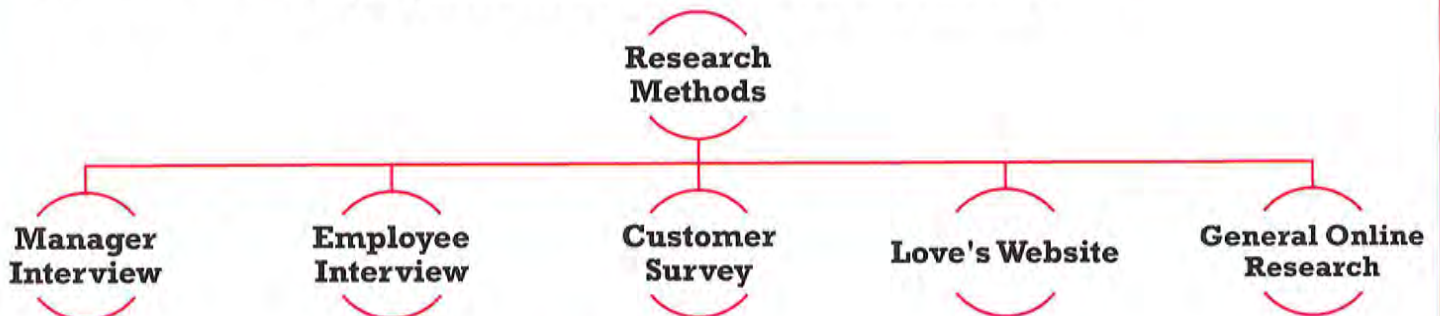 Research
Methods
Manager
Interview
Employee
Interview
Customer
Survey
Love's Website
General Online
Research